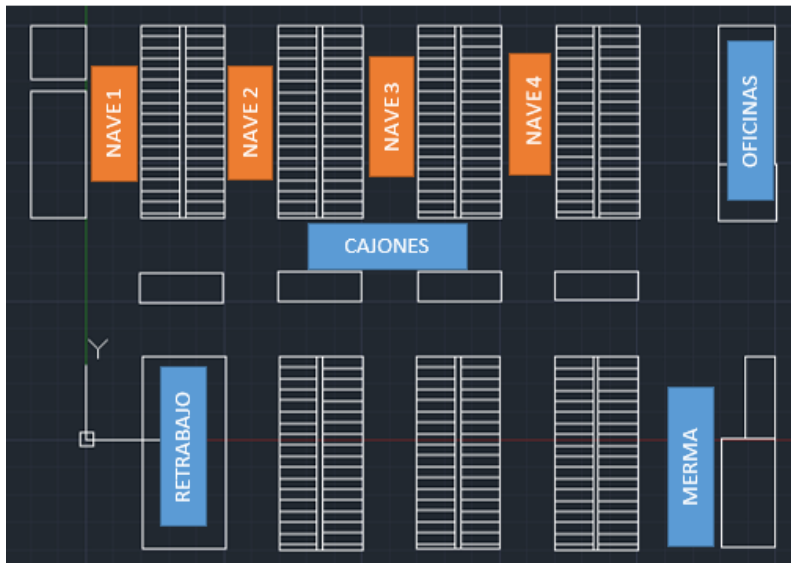 NAVE 1
NAVE 2
NAVE 3
NAVE 4
OFICINAS
CAJONES
Y
RETRABAJO
MERMA